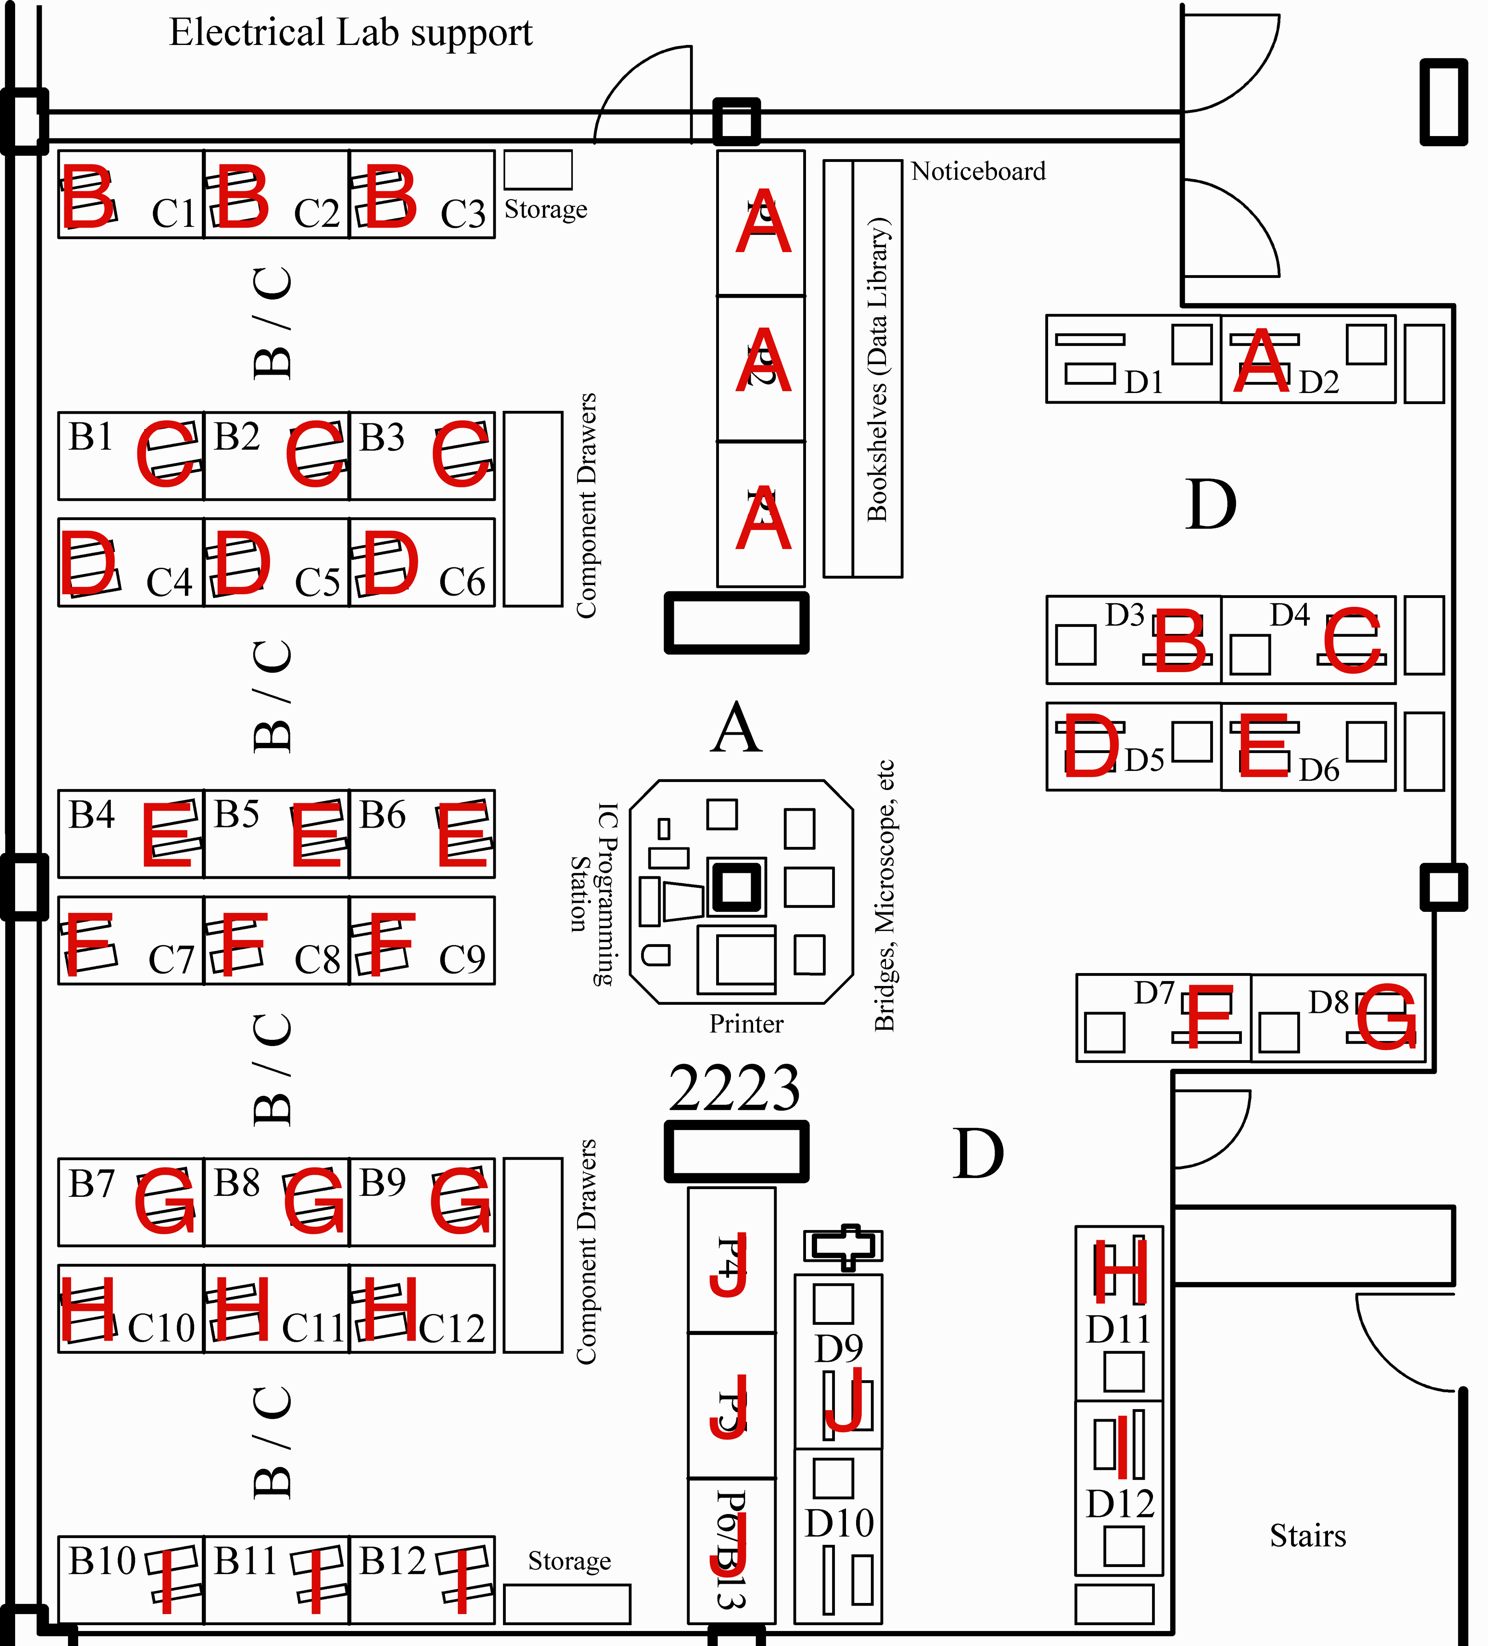 Electrical Lab support
Noticeboard
B C1 B C2 B C3
Storage
A
A
A
Bookshelves (Data Library)
B / C
D1 A D2
B1 C B2 C B3 C
Component Drawers
D
D C4 D C5 D C6
D3 B D4 C
B / C
A
D D5 E D6
B4 E B5 E B6 E
IC Programming
Station
Bridges, Microscope, etc
F C7 F C8 F C9
Printer
D7 F D8 G
B / C
2223
D
B7 G B8 G B9 G
Component Drawers
H C10 H C11 H C12
P4 J
H
D11
D9
J
P5 J
B / C
I
D12
D10
P6/B13 J
Stairs
B10 I B11 I B12 I
Storage